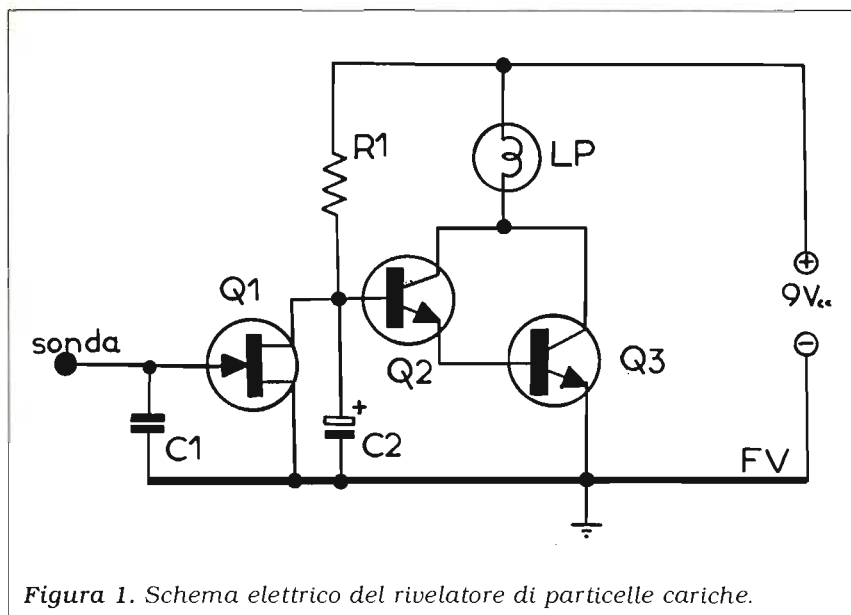 R1
LP
Q1
sonda
Q2
Q3
+
9Vcc
−
+
C1
C2
FV
Figura 1. Schema elettrico del rivelatore di particelle cariche.